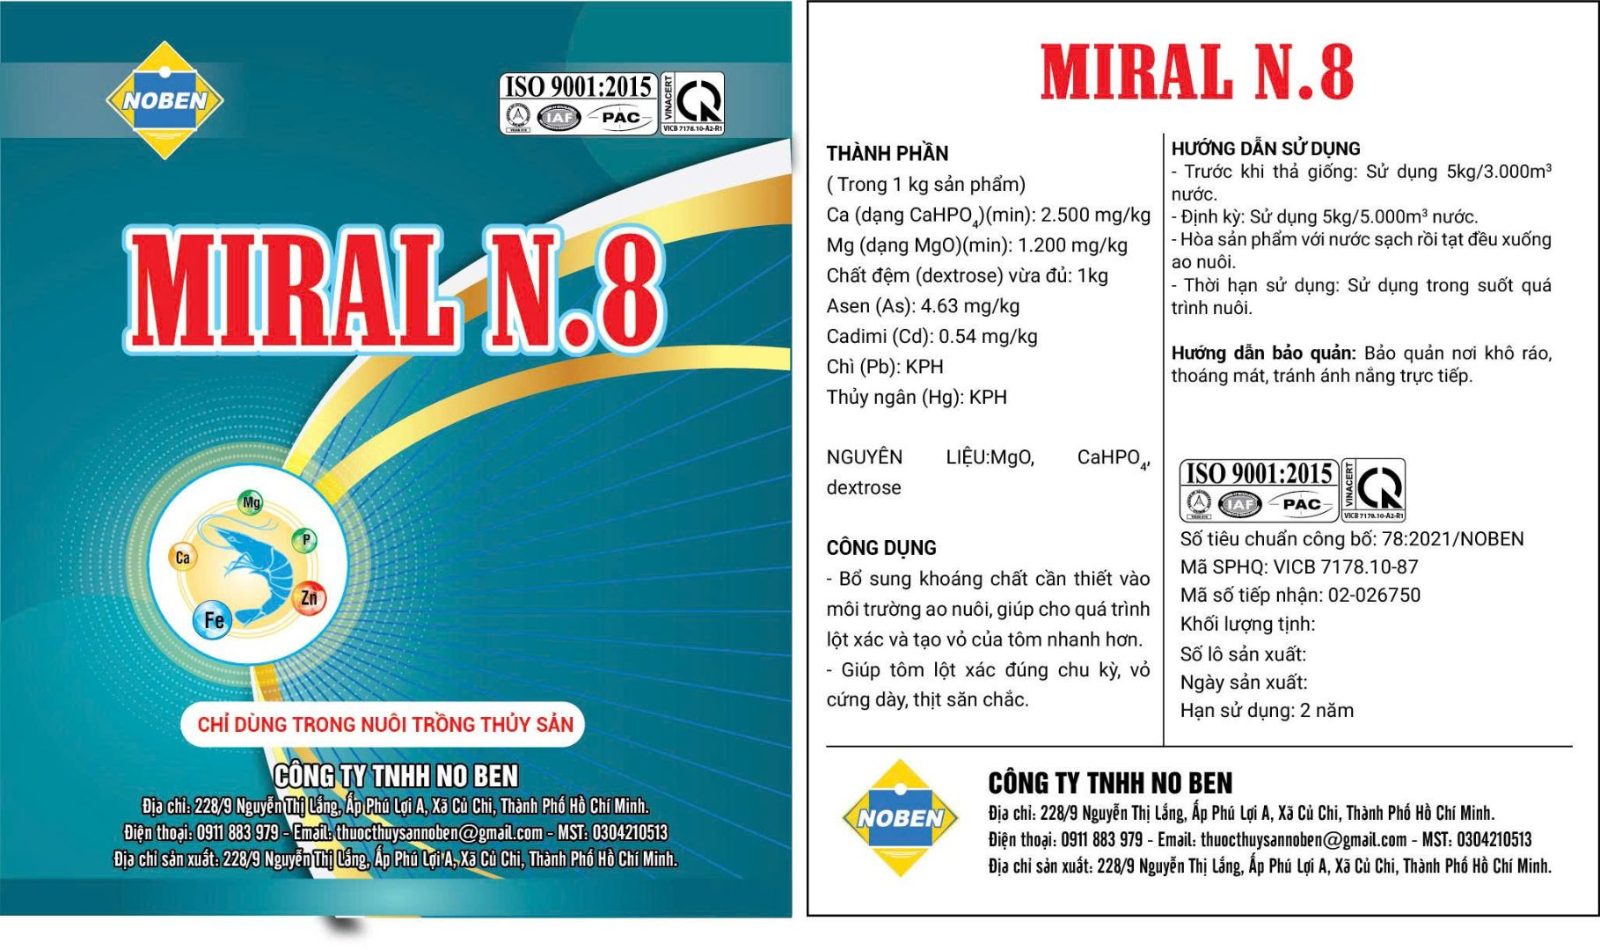 NOBEN
ISO 9001:2015
IAF
PAC
VINACERT
VICB 7178.10-A2-R1
MIRAL N.8
Mg
P
Ca
Zn
Fe
CHỈ DÙNG TRONG NUÔI TRỒNG THỦY SẢN
CÔNG TY TNHH NO BEN
Địa chỉ: 228/9 Nguyễn Thị Lắng, Ấp Phú Lợi A, Xã Củ Chi, Thành Phố Hồ Chí Minh.
Điện thoại: 0911 883 979 - Email: thuocthuysannoben@gmail.com - MST: 0304210513
Địa chỉ sản xuất: 228/9 Nguyễn Thị Lắng, Ấp Phú Lợi A, Xã Củ Chi, Thành Phố Hồ Chí Minh.
MIRAL N.8
THÀNH PHẦN
( Trong 1 kg sản phẩm)
Ca (dạng CaHPO₄)(min): 2.500 mg/kg
Mg (dạng MgO)(min): 1.200 mg/kg
Chất đệm (dextrose) vừa đủ: 1kg
Asen (As): 4.63 mg/kg
Cadimi (Cd): 0.54 mg/kg
Chì (Pb): KPH
Thủy ngân (Hg): KPH
NGUYÊN LIỆU:MgO, CaHPO₄,
dextrose
CÔNG DỤNG
- Bổ sung khoáng chất cần thiết vào
môi trường ao nuôi, giúp cho quá trình
lột xác và tạo vỏ của tôm nhanh hơn.
- Giúp tôm lột xác đúng chu kỳ, vỏ
cứng dày, thịt săn chắc.
HƯỚNG DẪN SỬ DỤNG
- Trước khi thả giống: Sử dụng 5kg/3.000m³
nước.
- Định kỳ: Sử dụng 5kg/5.000m³ nước.
- Hòa sản phẩm với nước sạch rồi tạt đều xuống
ao nuôi.
- Thời hạn sử dụng: Sử dụng trong suốt quá
trình nuôi.
Hướng dẫn bảo quản: Bảo quản nơi khô ráo,
thoáng mát, tránh ánh nắng trực tiếp.
ISO 9001:2015
IAF
PAC
VINACERT
VICB 7178.10-A2-R1
Số tiêu chuẩn công bố: 78:2021/NOBEN
Mã SPHQ: VICB 7178.10-87
Mã số tiếp nhận: 02-026750
Khối lượng tịnh:
Số lô sản xuất:
Ngày sản xuất:
Hạn sử dụng: 2 năm
NOBEN
CÔNG TY TNHH NO BEN
Địa chỉ: 228/9 Nguyễn Thị Lắng, Ấp Phú Lợi A, Xã Củ Chi, Thành Phố Hồ Chí Minh.
Điện thoại: 0911 883 979 - Email: thuocthuysannoben@gmail.com - MST: 0304210513
Địa chỉ sản xuất: 228/9 Nguyễn Thị Lắng, Ấp Phú Lợi A, Xã Củ Chi, Thành Phố Hồ Chí Minh.